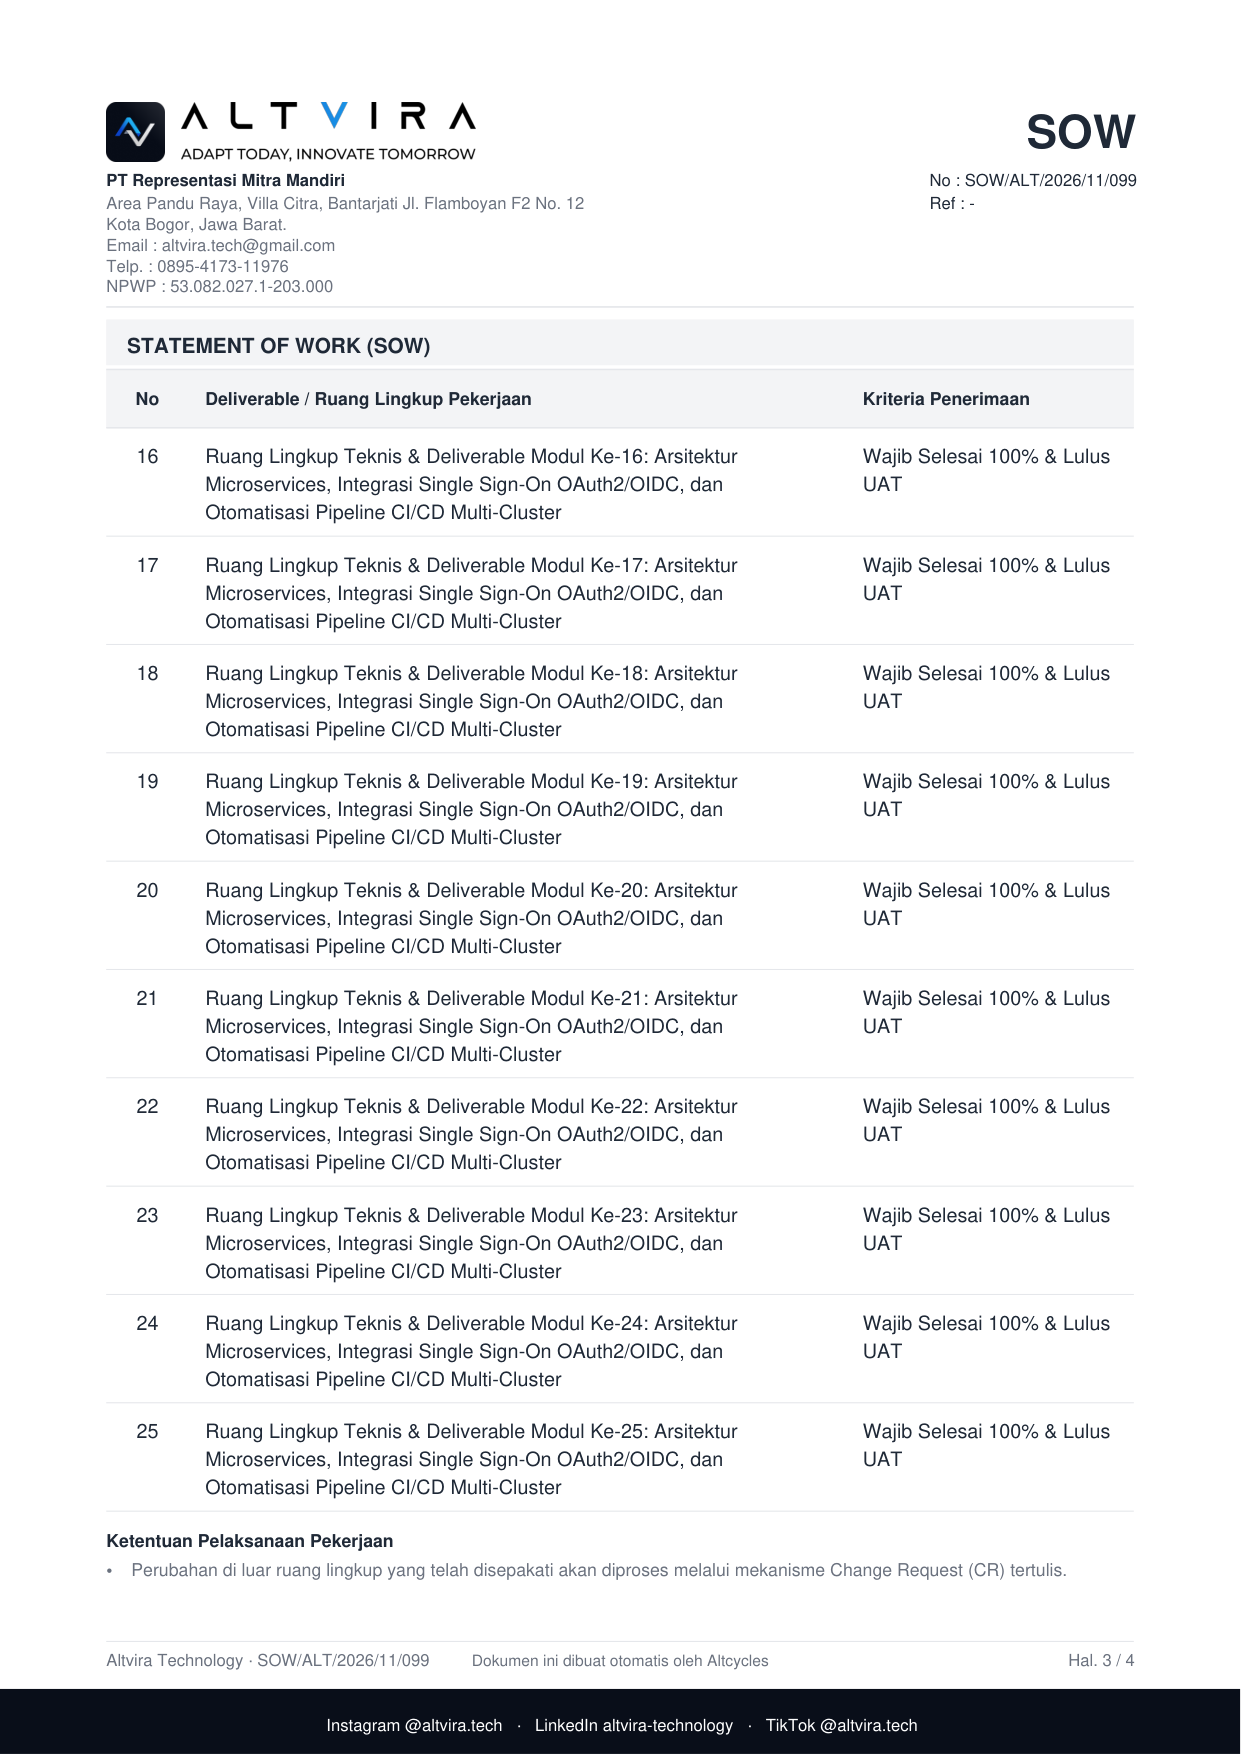 ALTVIRA
ADAPT TODAY, INNOVATE TOMORROW
SOW
PT Representasi Mitra Mandiri
Area Pandu Raya, Villa Citra, Bantarjati Jl. Flamboyan F2 No. 12
Kota Bogor, Jawa Barat.
Email : altvira.tech@gmail.com
Telp. : 0895-4173-11976
NPWP : 53.082.027.1-203.000
No : SOW/ALT/2026/11/099
Ref : -
STATEMENT OF WORK (SOW)
No Deliverable / Ruang Lingkup Pekerjaan Kriteria Penerimaan
16 Ruang Lingkup Teknis & Deliverable Modul Ke-16: Arsitektur Wajib Selesai 100% & Lulus
Microservices, Integrasi Single Sign-On OAuth2/OIDC, dan UAT
Otomatisasi Pipeline CI/CD Multi-Cluster
17 Ruang Lingkup Teknis & Deliverable Modul Ke-17: Arsitektur Wajib Selesai 100% & Lulus
Microservices, Integrasi Single Sign-On OAuth2/OIDC, dan UAT
Otomatisasi Pipeline CI/CD Multi-Cluster
18 Ruang Lingkup Teknis & Deliverable Modul Ke-18: Arsitektur Wajib Selesai 100% & Lulus
Microservices, Integrasi Single Sign-On OAuth2/OIDC, dan UAT
Otomatisasi Pipeline CI/CD Multi-Cluster
19 Ruang Lingkup Teknis & Deliverable Modul Ke-19: Arsitektur Wajib Selesai 100% & Lulus
Microservices, Integrasi Single Sign-On OAuth2/OIDC, dan UAT
Otomatisasi Pipeline CI/CD Multi-Cluster
20 Ruang Lingkup Teknis & Deliverable Modul Ke-20: Arsitektur Wajib Selesai 100% & Lulus
Microservices, Integrasi Single Sign-On OAuth2/OIDC, dan UAT
Otomatisasi Pipeline CI/CD Multi-Cluster
21 Ruang Lingkup Teknis & Deliverable Modul Ke-21: Arsitektur Wajib Selesai 100% & Lulus
Microservices, Integrasi Single Sign-On OAuth2/OIDC, dan UAT
Otomatisasi Pipeline CI/CD Multi-Cluster
22 Ruang Lingkup Teknis & Deliverable Modul Ke-22: Arsitektur Wajib Selesai 100% & Lulus
Microservices, Integrasi Single Sign-On OAuth2/OIDC, dan UAT
Otomatisasi Pipeline CI/CD Multi-Cluster
23 Ruang Lingkup Teknis & Deliverable Modul Ke-23: Arsitektur Wajib Selesai 100% & Lulus
Microservices, Integrasi Single Sign-On OAuth2/OIDC, dan UAT
Otomatisasi Pipeline CI/CD Multi-Cluster
24 Ruang Lingkup Teknis & Deliverable Modul Ke-24: Arsitektur Wajib Selesai 100% & Lulus
Microservices, Integrasi Single Sign-On OAuth2/OIDC, dan UAT
Otomatisasi Pipeline CI/CD Multi-Cluster
25 Ruang Lingkup Teknis & Deliverable Modul Ke-25: Arsitektur Wajib Selesai 100% & Lulus
Microservices, Integrasi Single Sign-On OAuth2/OIDC, dan UAT
Otomatisasi Pipeline CI/CD Multi-Cluster
Ketentuan Pelaksanaan Pekerjaan
• Perubahan di luar ruang lingkup yang telah disepakati akan diproses melalui mekanisme Change Request (CR) tertulis.
Altvira Technology · SOW/ALT/2026/11/099 Dokumen ini dibuat otomatis oleh Altcycles Hal. 3 / 4
Instagram @altvira.tech · LinkedIn altvira-technology · TikTok @altvira.tech